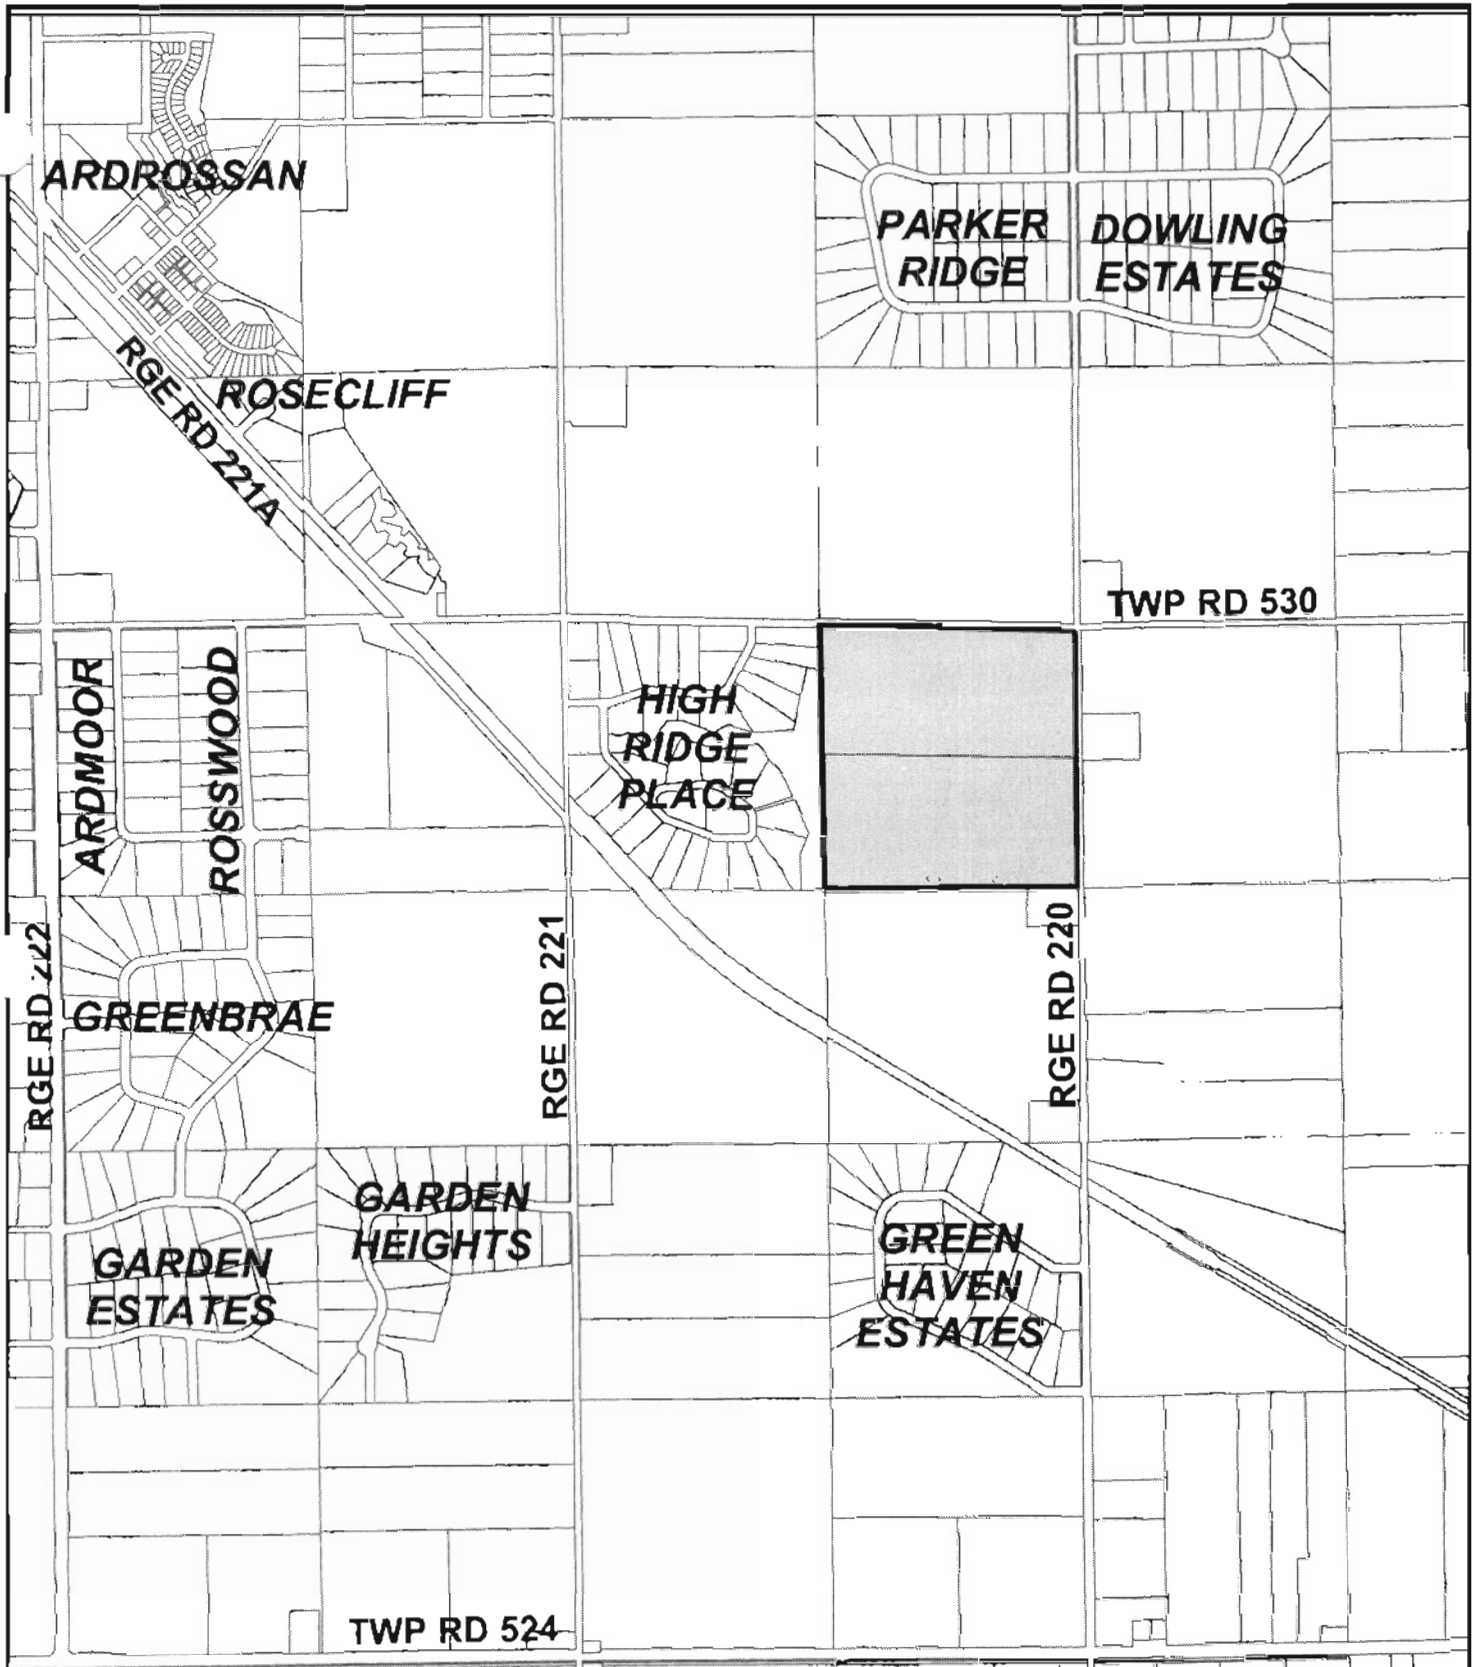 ARDROSSAN
PARKER
RIDGE
DOWLING
ESTATES
RGE RD 221A
ROSECLIFF
TWP RD 530
ARDMOOR
ROSSWOOD
HIGH
RIDGE
PLACE
RGE RD 222
GREENBRAE
RGE RD 221
RGE RD 220
GARDEN
HEIGHTS
GARDEN
ESTATES
GREEN
HAVEN
ESTATES
TWP RD 524